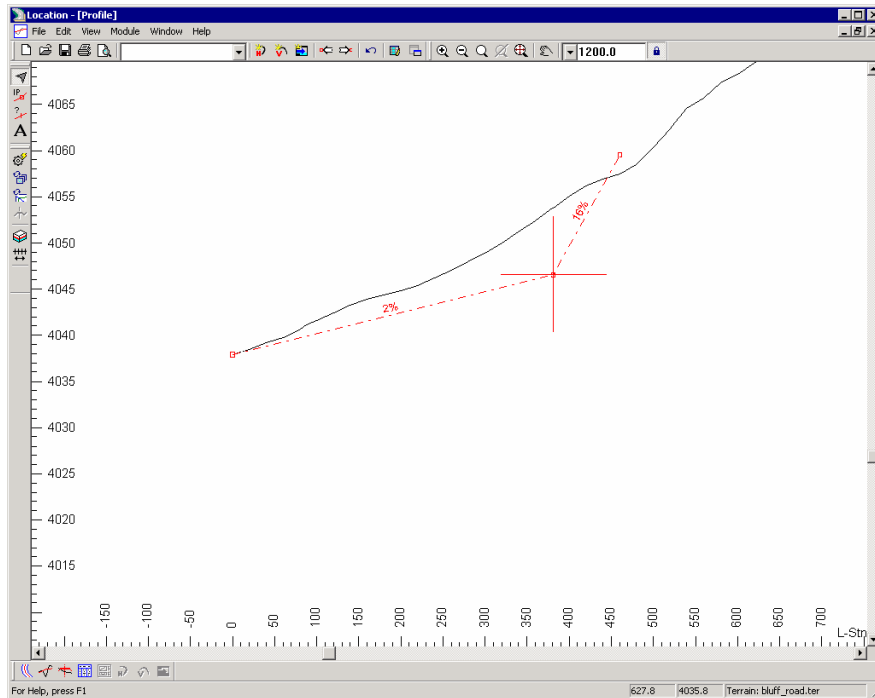 Location - [Profile]
File Edit View Module Window Help
1200.0
IP
?
A
4065
4060
4055
4050
4045
4040
4035
4030
4025
4020
4015
16%
2%
-150 -100 -50 0 50 100 150 200 250 300 350 400 450 500 550 600 650 700
L-Stn
For Help, press F1 627.8 4035.8 Terrain: bluff_road.ter